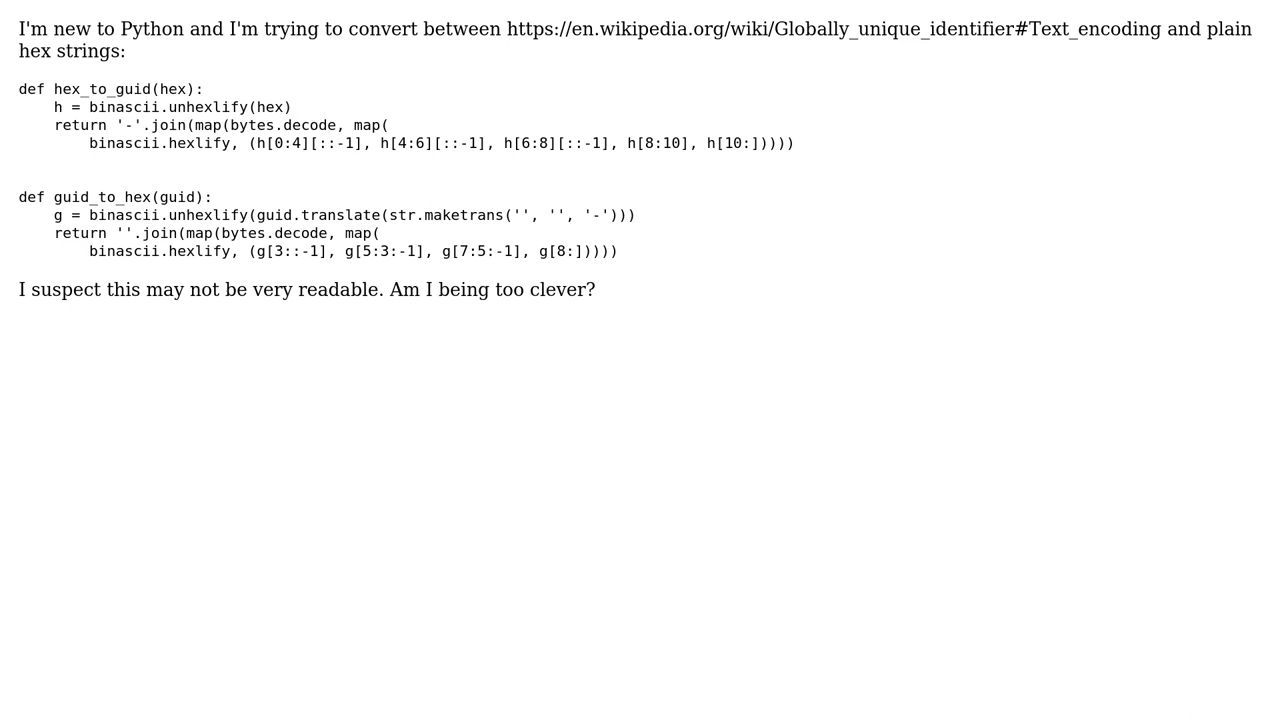 I'm new to Python and I'm trying to convert between https://en.wikipedia.org/wiki/Globally_unique_identifier#Text_encoding and plain
hex strings:
def hex_to_guid(hex):
    h = binascii.unhexlify(hex)
    return '-'.join(map(bytes.decode, map(
        binascii.hexlify, (h[0:4][::-1], h[4:6][::-1], h[6:8][::-1], h[8:10], h[10:]))))
def guid_to_hex(guid):
    g = binascii.unhexlify(guid.translate(str.maketrans('', '', '-')))
    return ''.join(map(bytes.decode, map(
        binascii.hexlify, (g[3::-1], g[5:3:-1], g[7:5:-1], g[8:]))))
I suspect this may not be very readable. Am I being too clever?